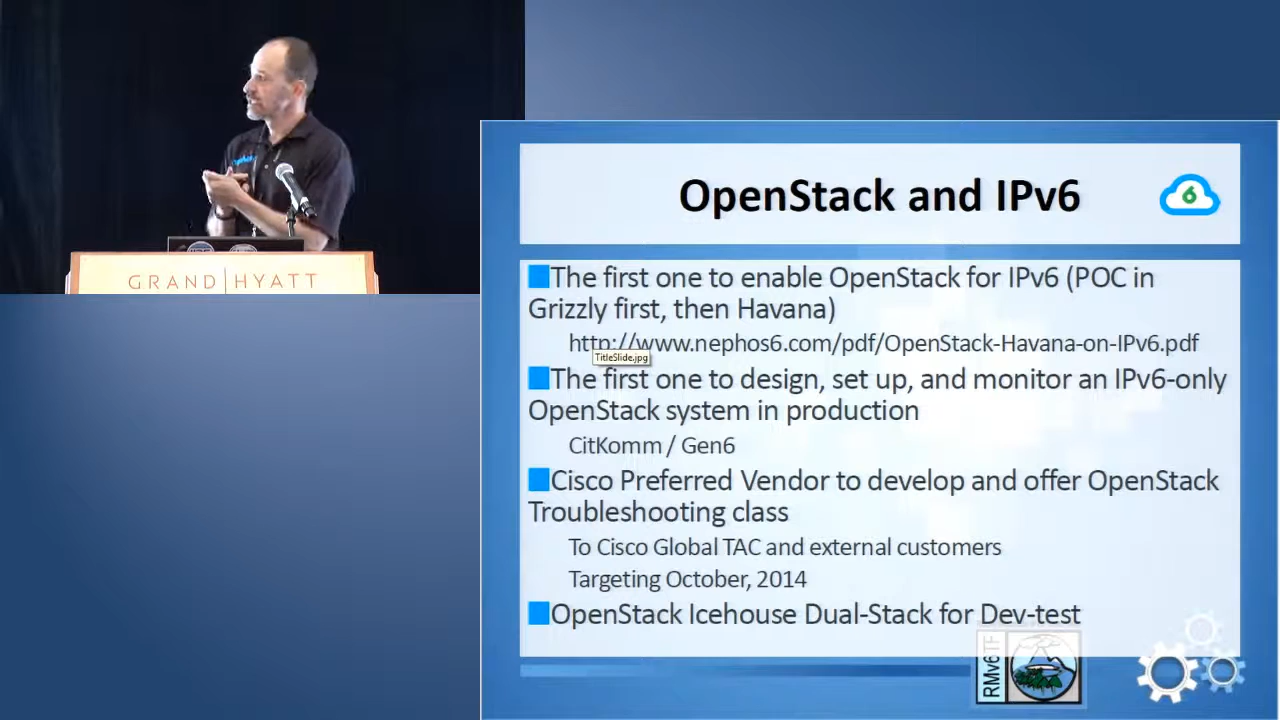 GRAND HYATT
OpenStack and IPv6
6
The first one to enable OpenStack for IPv6 (POC in
Grizzly first, then Havana)
http://www.nephos6.com/pdf/OpenStack-Havana-on-IPv6.pdf
TitleSlide.jpg
The first one to design, set up, and monitor an IPv6-only
OpenStack system in production
CitKomm / Gen6
Cisco Preferred Vendor to develop and offer OpenStack
Troubleshooting class
To Cisco Global TAC and external customers
Targeting October, 2014
OpenStack Icehouse Dual-Stack for Dev-test
RMv6TF